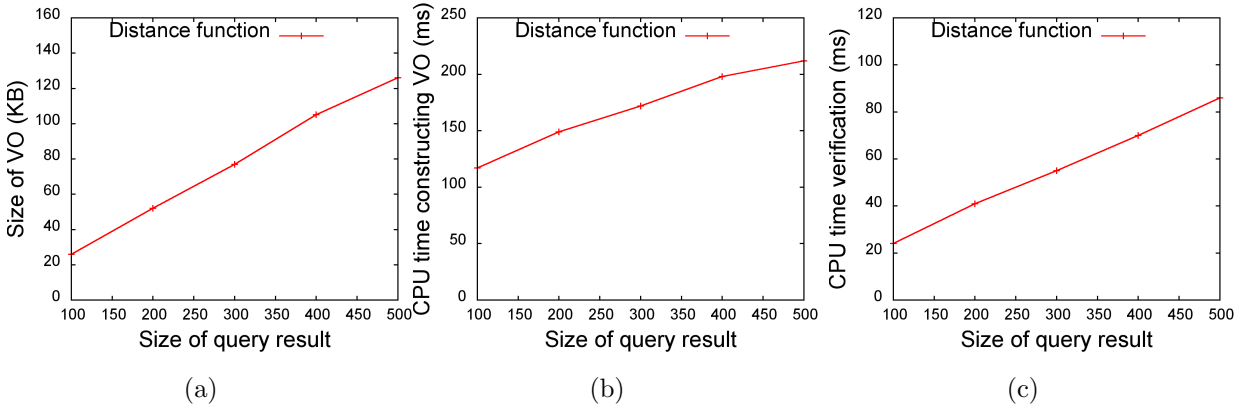 Size of VO (KB)
160
140
120
100
80
60
40
20
0
Distance function
100 150 200 250 300 350 400 450 500
Size of query result
(a)
CPU time constructing VO (ms)
250
200
150
100
50
0
Distance function
100 150 200 250 300 350 400 450 500
Size of query result
(b)
CPU time verification (ms)
120
100
80
60
40
20
0
Distance function
100 150 200 250 300 350 400 450 500
Size of query result
(c)